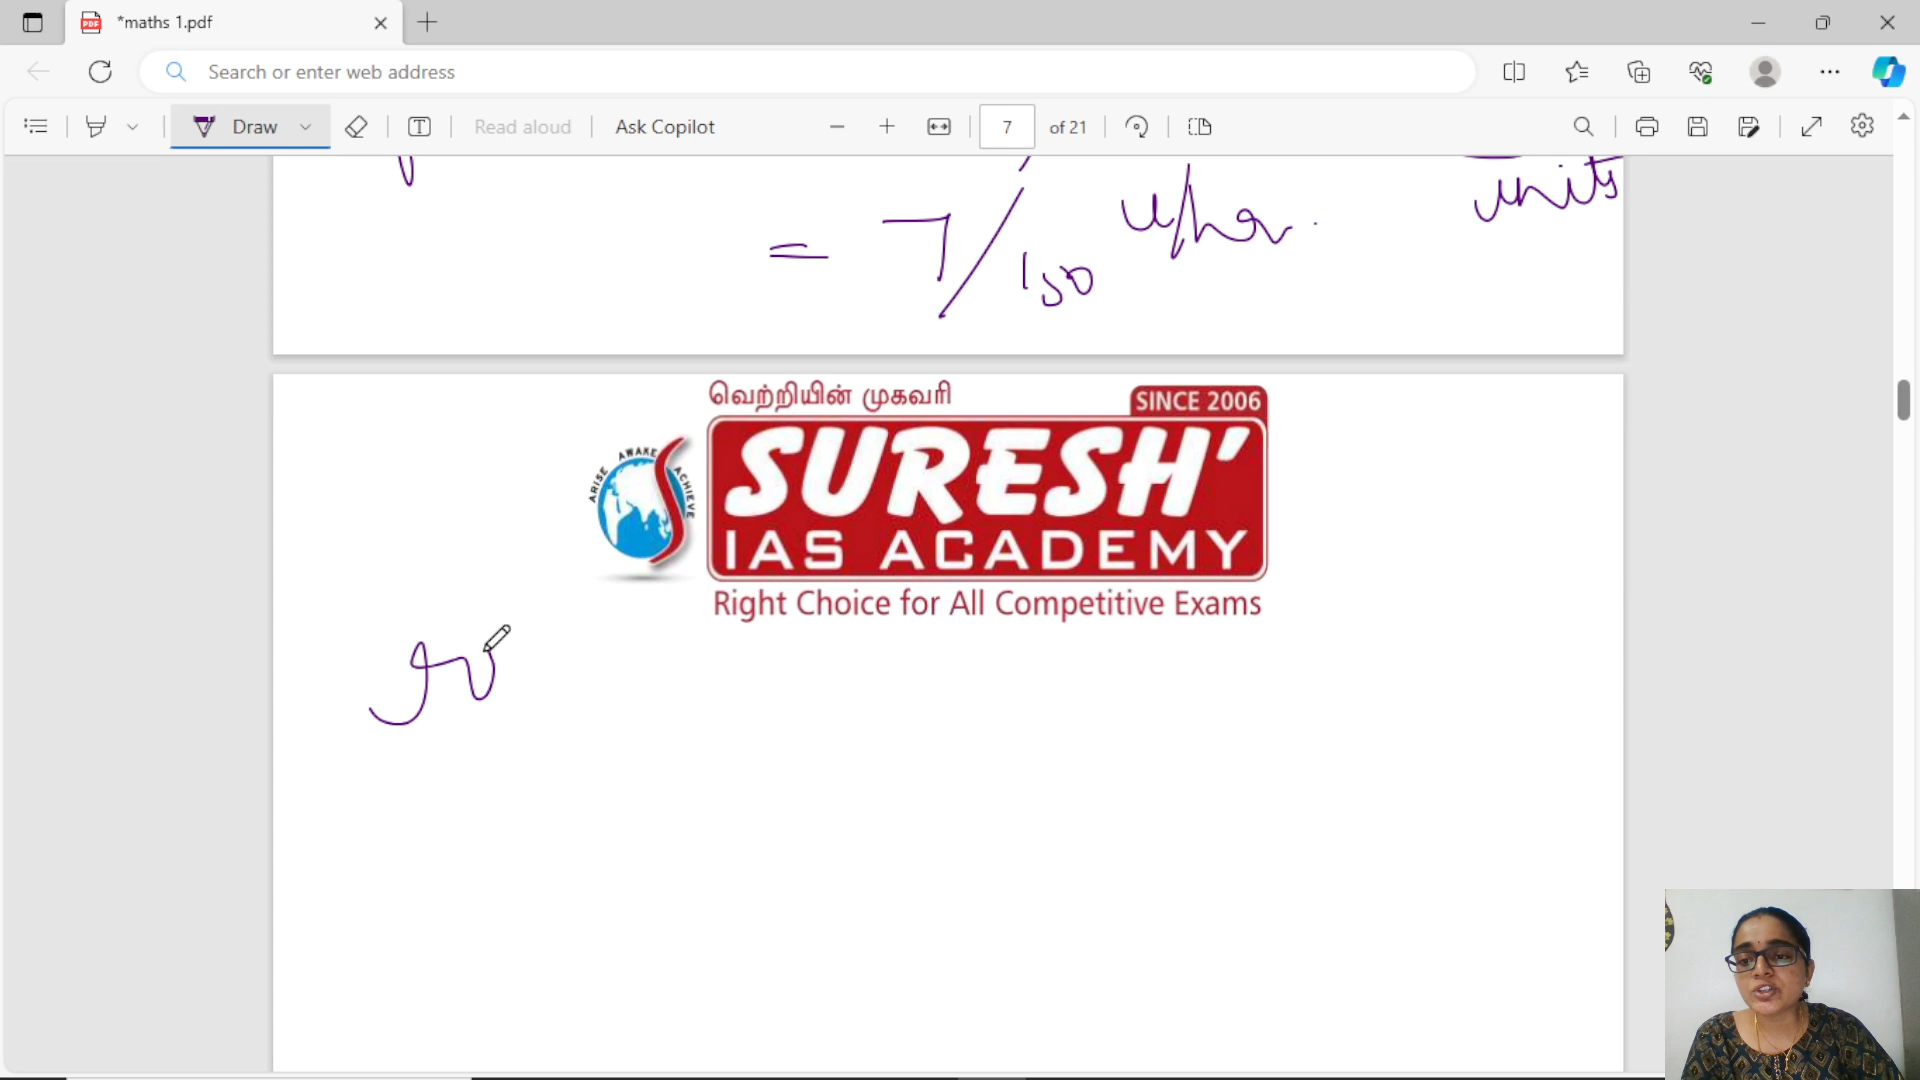 *maths 1.pdf
Search or enter web address
Draw
Read aloud
Ask Copilot
7 of 21
units
= 7/150 u/hr.
வெற்றியின் முகவரி
SINCE 2006
ARISE AWAKE ACHIEVE
SURESH'
IAS ACADEMY
Right Choice for All Competitive Exams